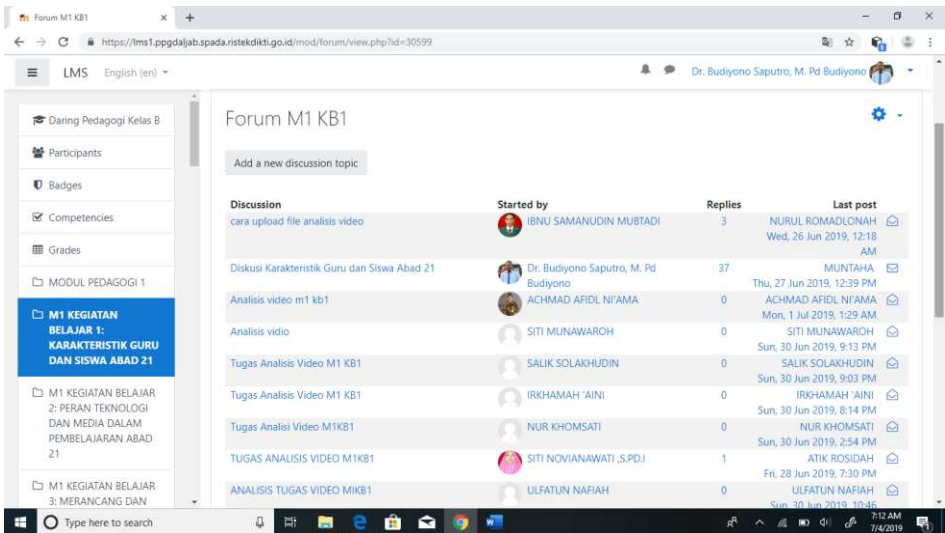 Forum M1 KB1
https://lms1.ppgdaljab.spada.ristekdikti.go.id/mod/forum/view.php?id=30599
LMS English (en)
Dr. Budiyono Saputro, M. Pd Budiyono
Daring Pedagogi Kelas B
Participants
Badges
Competencies
Grades
MODUL PEDAGOGI 1
M1 KEGIATAN
BELAJAR 1:
KARAKTERISTIK GURU
DAN SISWA ABAD 21
M1 KEGIATAN BELAJAR
2: PERAN TEKNOLOGI
DAN MEDIA DALAM
PEMBELAJARAN ABAD
21
M1 KEGIATAN BELAJAR
3: MERANCANG DAN
Forum M1 KB1
Add a new discussion topic
Discussion Started by Replies Last post
cara upload file analisis video IBNU SAMANUDIN MUBTADI 3 NURUL ROMADLONAH
Wed, 26 Jun 2019, 12:18
AM
Diskusi Karakteristik Guru dan Siswa Abad 21 Dr. Budiyono Saputro, M. Pd 37 MUNTAHA
Budiyono Thu, 27 Jun 2019, 12:39 PM
Analisis video m1 kb1 ACHMAD AFIDL NI'AMA 0 ACHMAD AFIDL NI'AMA
Mon, 1 Jul 2019, 1:29 AM
Analisis vidio SITI MUNAWAROH 0 SITI MUNAWAROH
Sun, 30 Jun 2019, 9:13 PM
Tugas Analisis Video M1 KB1 SALIK SOLAKHUDIN 0 SALIK SOLAKHUDIN
Sun, 30 Jun 2019, 9:03 PM
Tugas Analisis Video M1 KB1 IRKHAMAH 'AINI 0 IRKHAMAH 'AINI
Sun, 30 Jun 2019, 8:14 PM
Tugas Analisi Video M1KB1 NUR KHOMSATI 0 NUR KHOMSATI
Sun, 30 Jun 2019, 2:54 PM
TUGAS ANALISIS VIDEO M1KB1 SITI NOVIANAWATI ,S.PD.I 1 ATIK ROSIDAH
Fri, 28 Jun 2019, 7:30 PM
ANALISIS TUGAS VIDEO MIKB1 ULFATUN NAFIAH 0 ULFATUN NAFIAH
Sun, 30 Jun 2019, 10:46
Type here to search
7:12 AM
7/4/2019